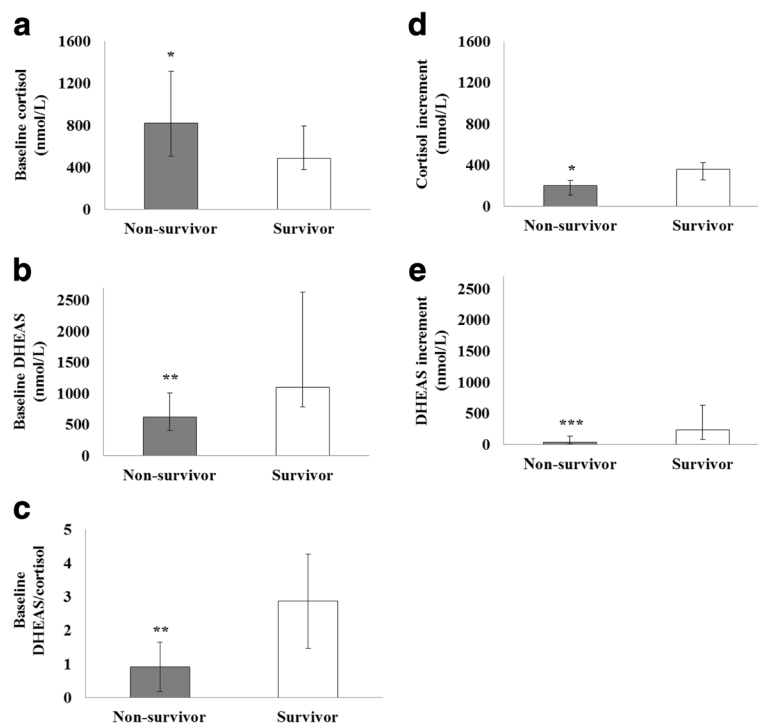 a
Baseline cortisol
(nmol/L)
1600
1200
800
400
0
*
Non-survivor
Survivor
b
Baseline DHEAS
(nmol/L)
2500
2000
1500
1000
500
0
**
Non-survivor
Survivor
c
Baseline
DHEAS/cortisol
5
4
3
2
1
0
**
Non-survivor
Survivor
d
Cortisol increment
(nmol/L)
1600
1200
800
400
0
*
Non-survivor
Survivor
e
DHEAS increment
(nmol/L)
2500
2000
1500
1000
500
0
***
Non-survivor
Survivor